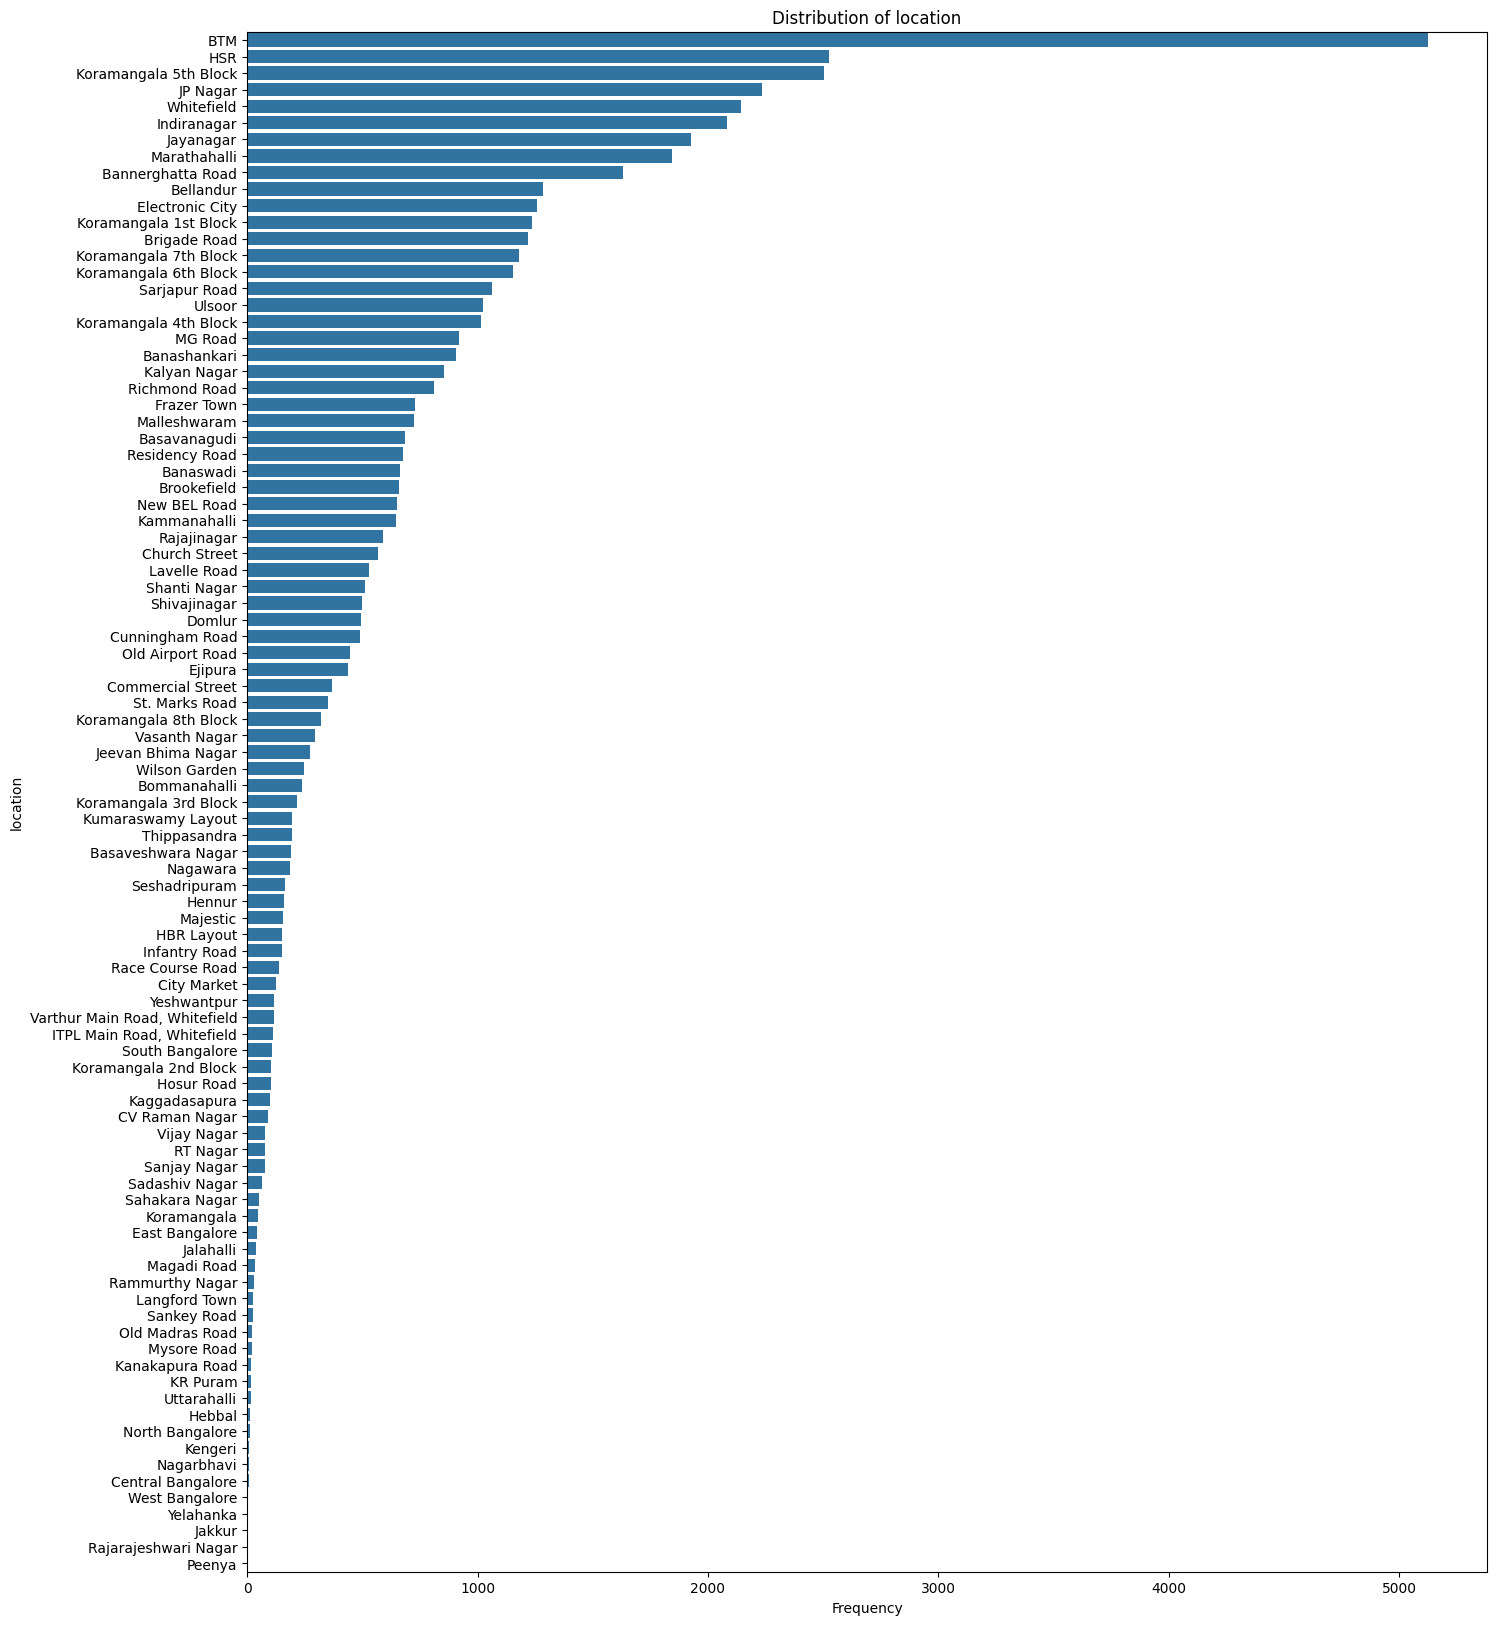 Distribution of location
BTM
HSR
Koramangala 5th Block
JP Nagar
Whitefield
Indiranagar
Jayanagar
Marathahalli
Bannerghatta Road
Bellandur
Electronic City
Koramangala 1st Block
Brigade Road
Koramangala 7th Block
Koramangala 6th Block
Sarjapur Road
Ulsoor
Koramangala 4th Block
MG Road
Banashankari
Kalyan Nagar
Richmond Road
Frazer Town
Malleshwaram
Basavanagudi
Residency Road
Banaswadi
Brookefield
New BEL Road
Kammanahalli
Rajajinagar
Church Street
Lavelle Road
Shanti Nagar
Shivajinagar
Domlur
Cunningham Road
Old Airport Road
Ejipura
Commercial Street
St. Marks Road
Koramangala 8th Block
Vasanth Nagar
Jeevan Bhima Nagar
Wilson Garden
Bommanahalli
Koramangala 3rd Block
Kumaraswamy Layout
Thippasandra
Basaveshwara Nagar
Nagawara
Seshadripuram
Hennur
Majestic
HBR Layout
Infantry Road
Race Course Road
City Market
Yeshwantpur
Varthur Main Road, Whitefield
ITPL Main Road, Whitefield
South Bangalore
Koramangala 2nd Block
Hosur Road
Kaggadasapura
CV Raman Nagar
Vijay Nagar
RT Nagar
Sanjay Nagar
Sadashiv Nagar
Sahakara Nagar
Koramangala
East Bangalore
Jalahalli
Magadi Road
Rammurthy Nagar
Langford Town
Sankey Road
Old Madras Road
Mysore Road
Kanakapura Road
KR Puram
Uttarahalli
Hebbal
North Bangalore
Kengeri
Nagarbhavi
Central Bangalore
West Bangalore
Yelahanka
Jakkur
Rajarajeshwari Nagar
Peenya
location
0 1000 2000 3000 4000 5000
Frequency